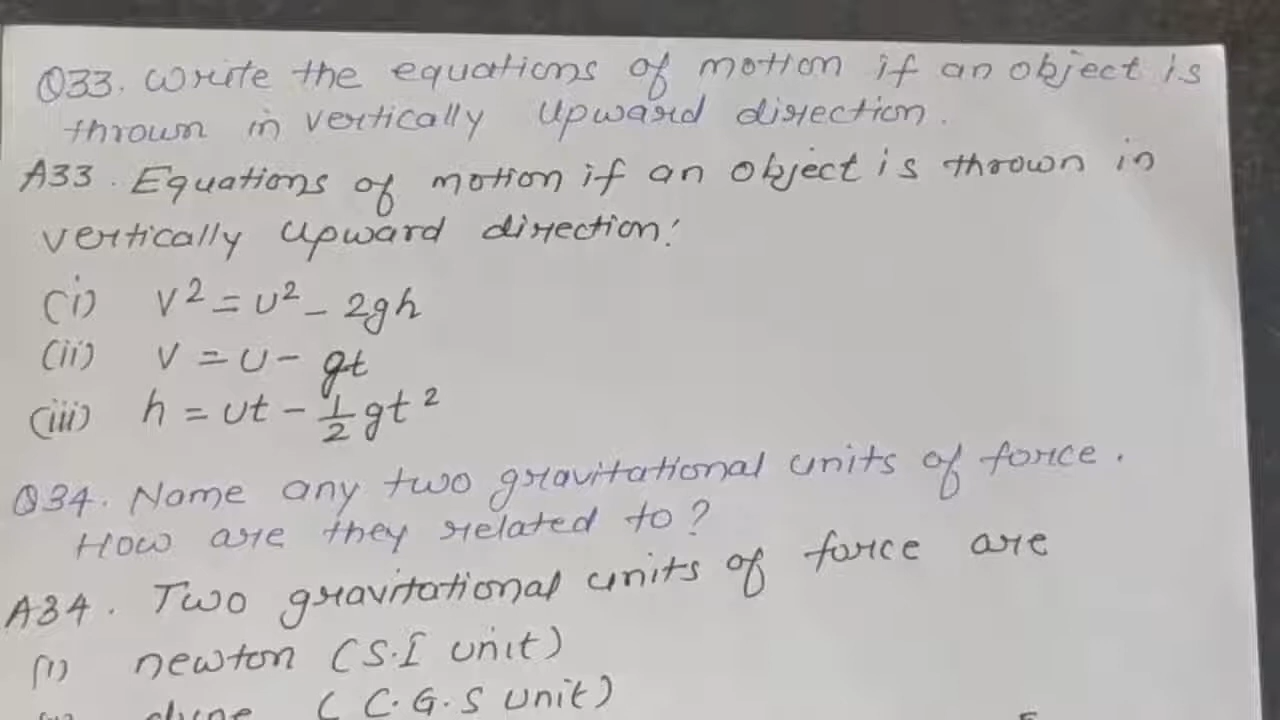 Q33. Write the equations of motion if an object is
thrown in vertically upward direction.
A33. Equations of motion if an object is thrown in
vertically upward direction:
(i) v² = u² - 2gh
(ii) v = u - gt
(iii) h = ut - 1/2 gt²
Q34. Name any two gravitational units of force.
How are they related to?
A34. Two gravitational units of force are
(i) newton (S.I unit)
dyne (C.G.S unit)